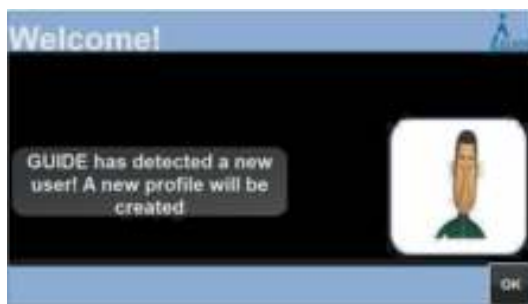 Welcome!
GUIDE has detected a new
user! A new profile will be
created
OK